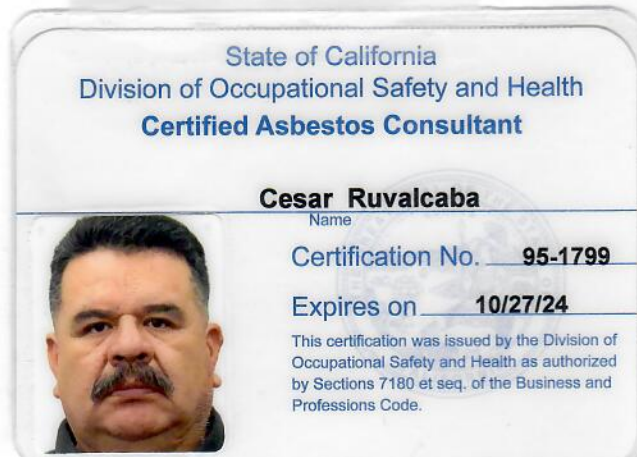 State of California
Division of Occupational Safety and Health
Certified Asbestos Consultant
Cesar Ruvalcaba
Name
Certification No. 95-1799
Expires on 10/27/24
This certification was issued by the Division of
Occupational Safety and Health as authorized
by Sections 7180 et seq. of the Business and
Professions Code.